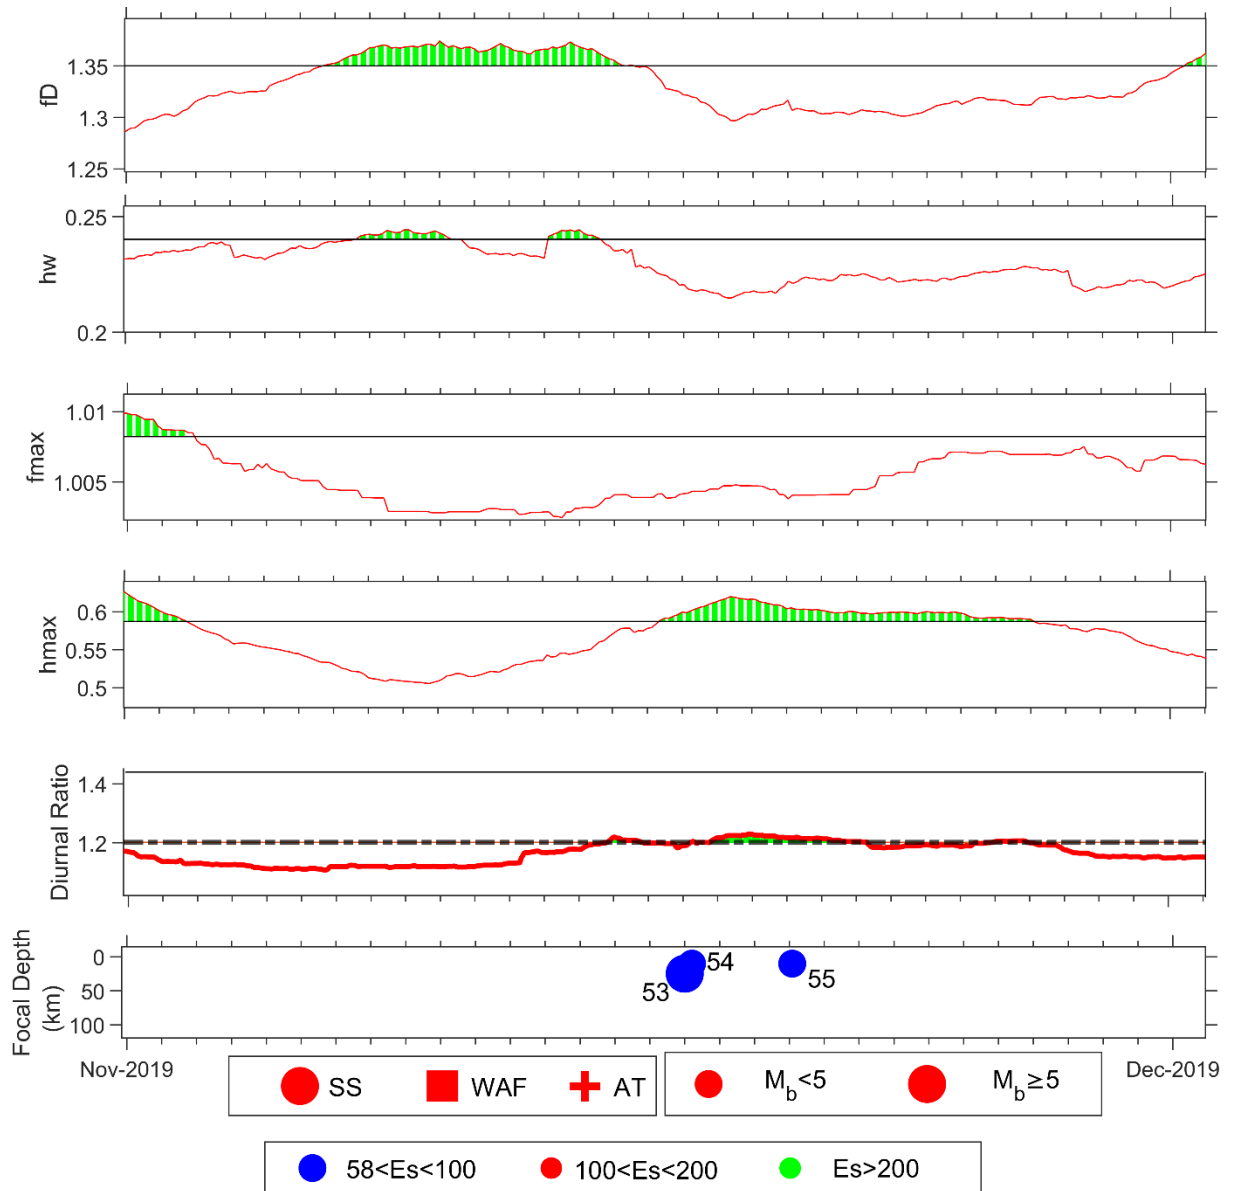 fD
1.35
1.3
1.25
hw
0.25
0.2
fmax
1.01
1.005
hmax
0.6
0.55
0.5
Diurnal Ratio
1.4
1.2
Focal Depth
(km)
0
50
100
53
54
55
Nov-2019
Dec-2019
SS WAF AT
Mb<5 Mb≥5
58<Es<100 100<Es<200 Es>200